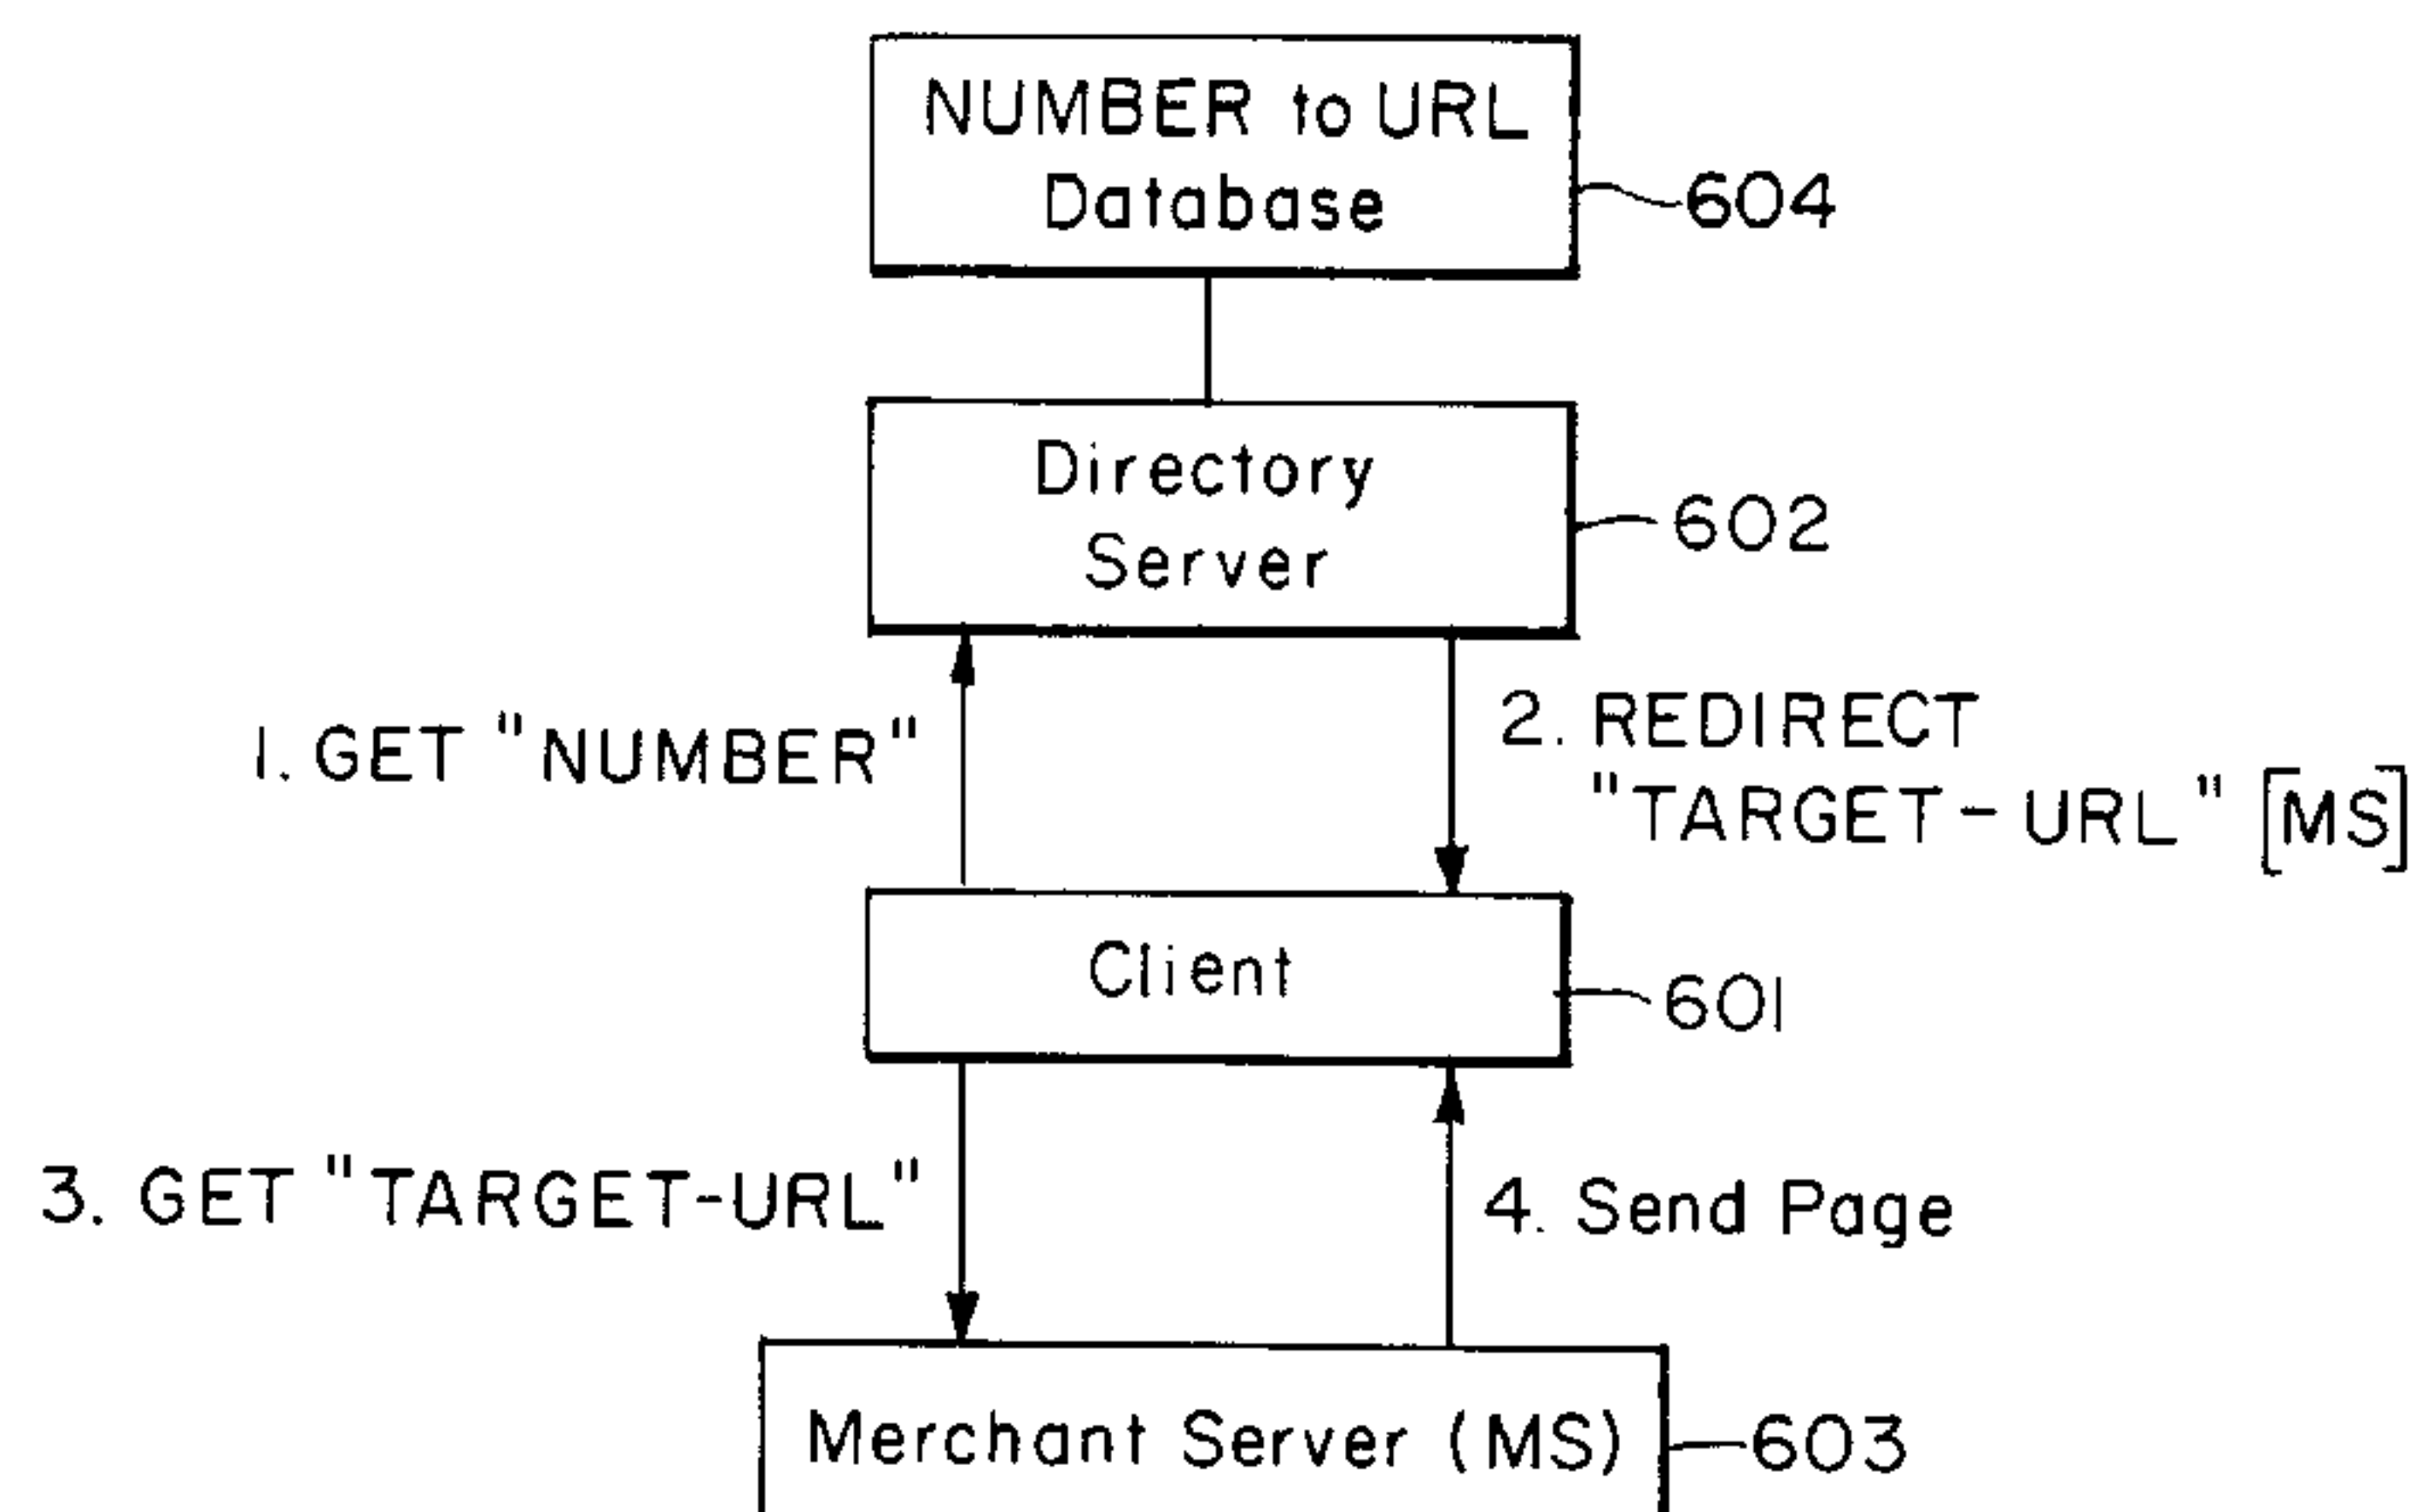 NUMBER to URL
Database
604
Directory
Server
602
1. GET "NUMBER"
2. REDIRECT
"TARGET-URL" [MS]
Client
601
3. GET "TARGET-URL"
4. Send Page
Merchant Server (MS)
603